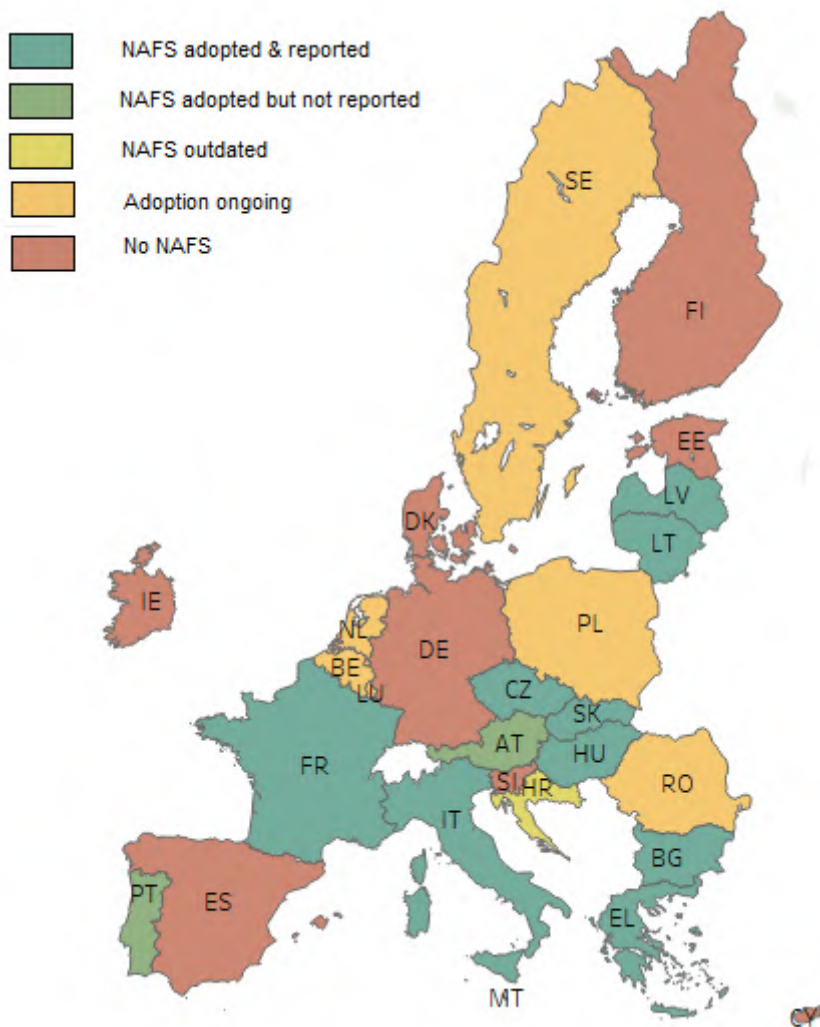 NAFS adopted & reported
NAFS adopted but not reported
NAFS outdated
Adoption ongoing
No NAFS
SE
FI
EE
LV
DK
LT
IE
PL
NL
DE
BE
LU
CZ
SK
AT
HU
FR
SI
HR
RO
IT
BG
PT
ES
EL
MT
CY